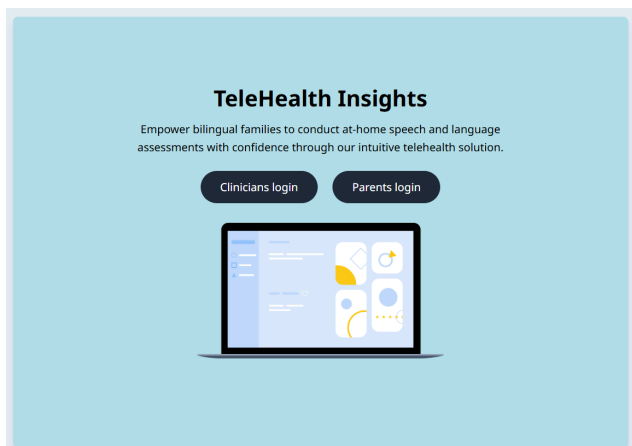 TeleHealth Insights
Empower bilingual families to conduct at-home speech and language
assessments with confidence through our intuitive telehealth solution.
Clinicians login
Parents login